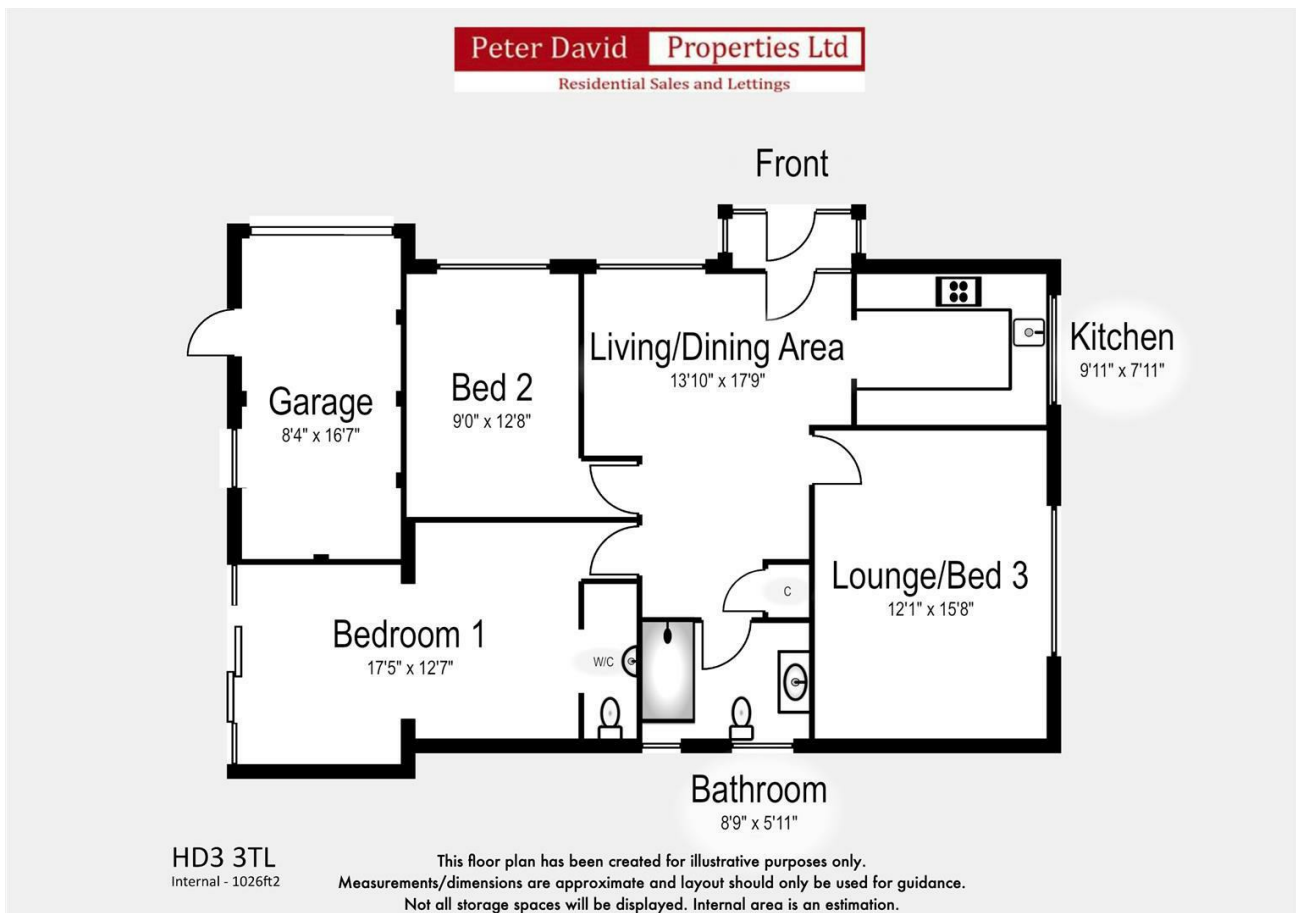 Peter David Properties Ltd
Residential Sales and Lettings
Front
Living/Dining Area
13'10" x 17'9"
Kitchen
9'11" x 7'11"
Bed 2
9'0" x 12'8"
Garage
8'4" x 16'7"
Lounge/Bed 3
12'1" x 15'8"
C
Bedroom 1
17'5" x 12'7"
W/C
Bathroom
8'9" x 5'11"
HD3 3TL
Internal - 1026ft2
This floor plan has been created for illustrative purposes only.
Measurements/dimensions are approximate and layout should only be used for guidance.
Not all storage spaces will be displayed. Internal area is an estimation.